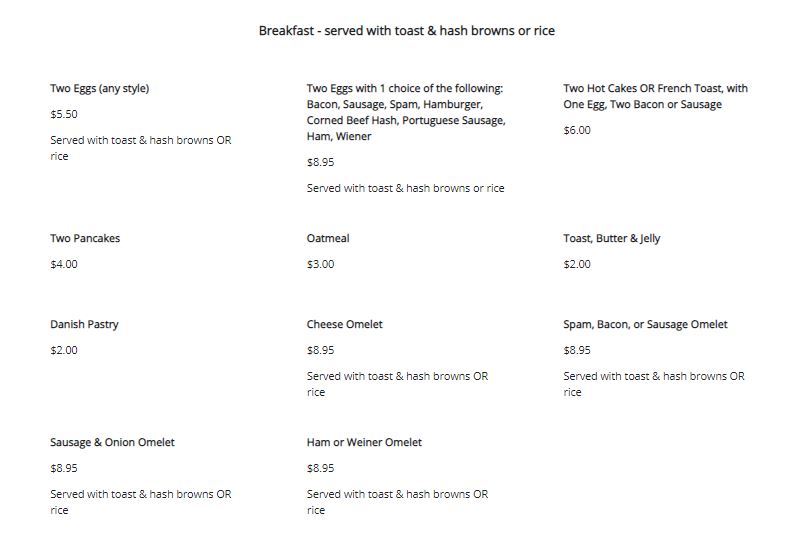 Breakfast - served with toast & hash browns or rice
Two Eggs (any style)
$5.50
Served with toast & hash browns OR
rice
Two Eggs with 1 choice of the following:
Bacon, Sausage, Spam, Hamburger,
Corned Beef Hash, Portuguese Sausage,
Ham, Wiener
$8.95
Served with toast & hash browns or rice
Two Hot Cakes OR French Toast, with
One Egg, Two Bacon or Sausage
$6.00
Two Pancakes
$4.00
Oatmeal
$3.00
Toast, Butter & Jelly
$2.00
Danish Pastry
$2.00
Cheese Omelet
$8.95
Served with toast & hash browns OR
rice
Spam, Bacon, or Sausage Omelet
$8.95
Served with toast & hash browns OR
rice
Sausage & Onion Omelet
$8.95
Served with toast & hash browns OR
rice
Ham or Weiner Omelet
$8.95
Served with toast & hash browns OR
rice